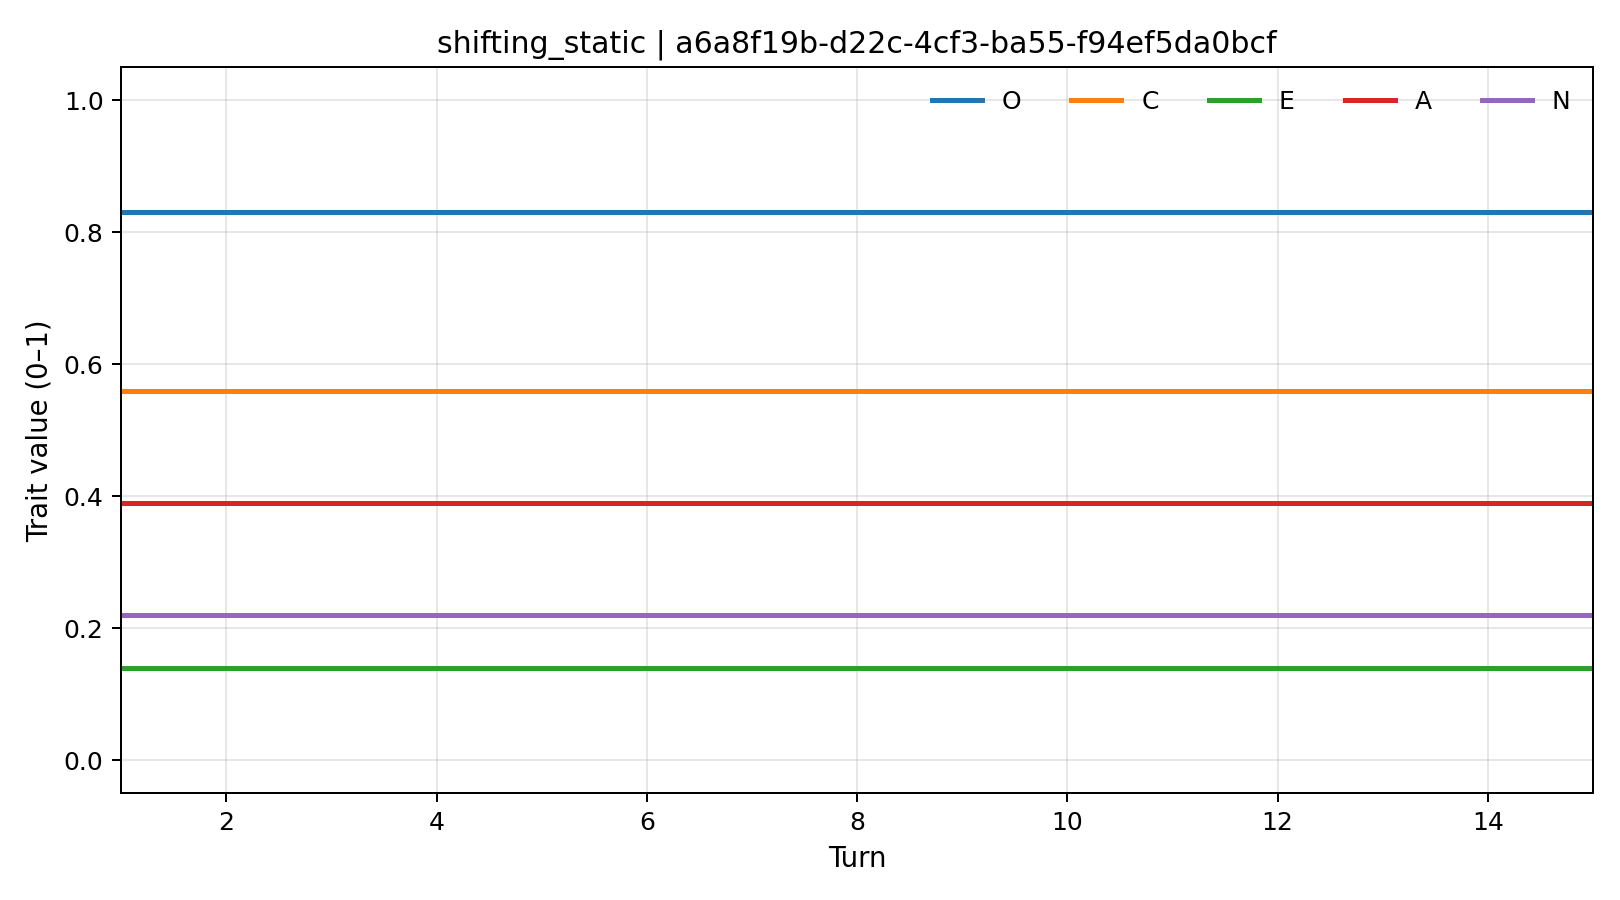 shifting_static | a6a8f19b-d22c-4cf3-ba55-f94ef5da0bcf
O C E A N
1.0
0.8
0.6
0.4
0.2
0.0
Trait value (0–1)
2 4 6 8 10 12 14
Turn